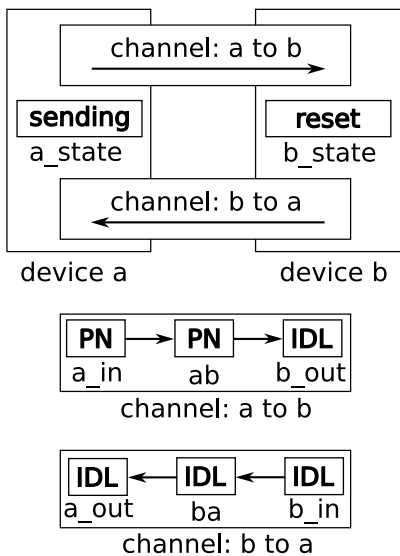 channel: a to b
sending reset
a_state b_state
channel: b to a
device a device b
PN PN IDL
a_in ab b_out
channel: a to b
IDL IDL IDL
a_out ba b_in
channel: b to a